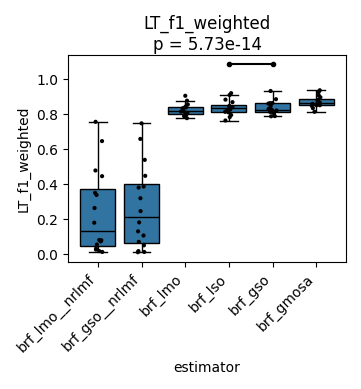 LT_f1_weighted
p = 5.73e-14
LT_f1_weighted
1.0
0.8
0.6
0.4
0.2
0.0
brf_lmo__nrlmf
brf_gso__nrlmf
brf_lmo
brf_lso
brf_gso
brf_gmosa
estimator